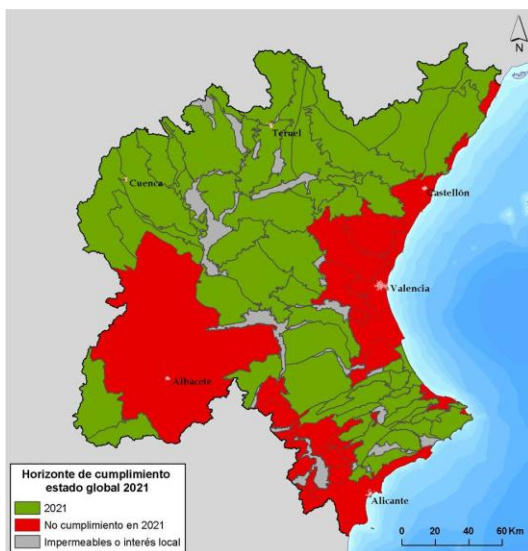 N
Teruel
Cuenca
Castellón
Valencia
Albacete
Alicante
Horizonte de cumplimiento
estado global 2021
2021
No cumplimiento en 2021
Impermeables o interés local
0 20 40 60 Km